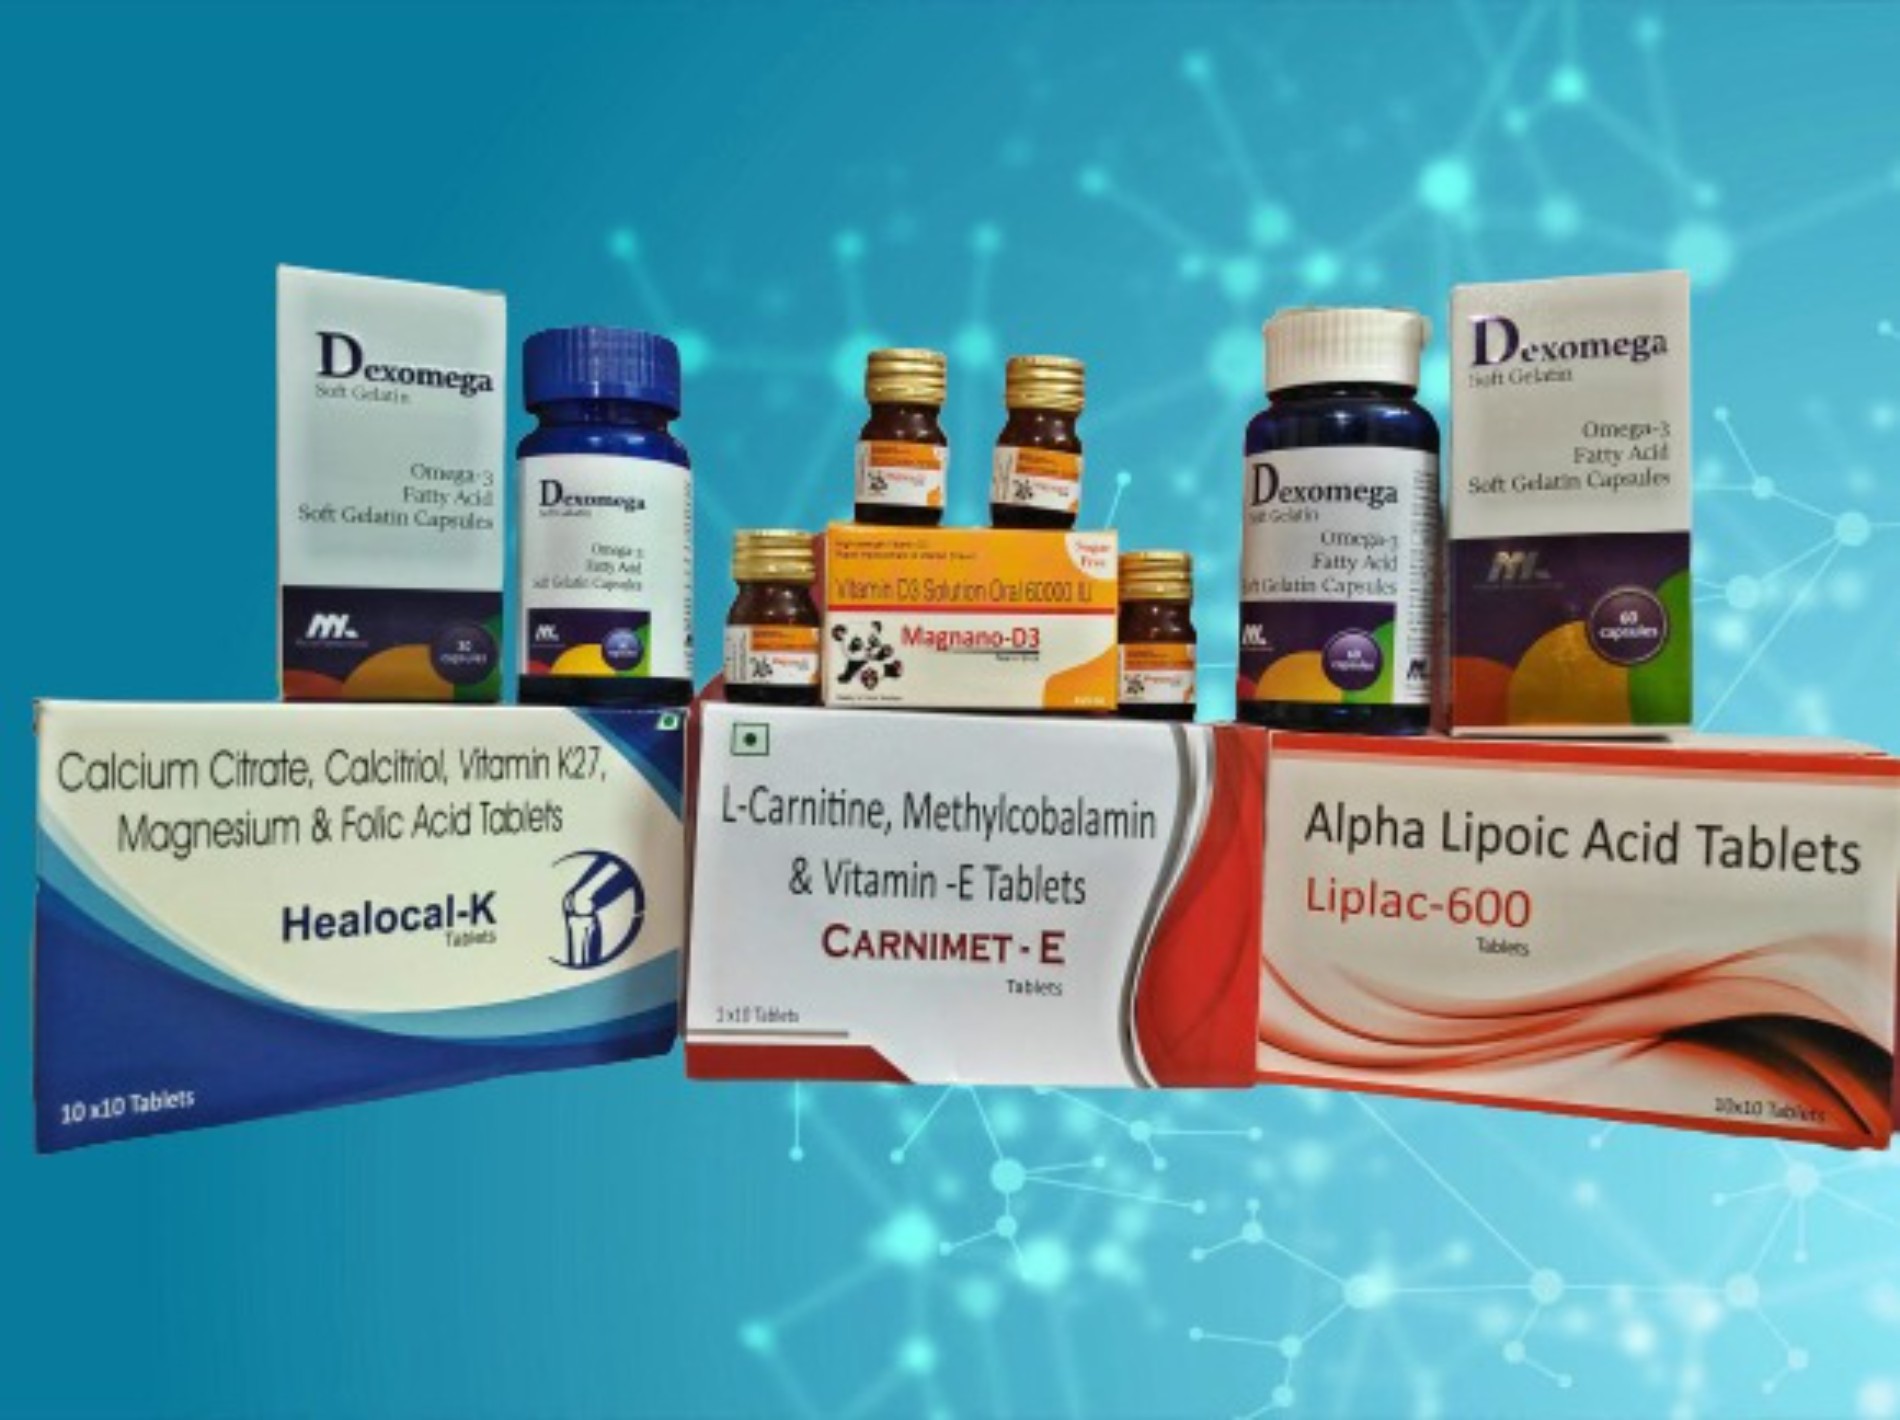 Dexomega
Soft Gelatin
Omega-3
Fatty Acid
Soft Gelatin Capsules
30
capsules
Dexomega
Soft Gelatin
Omega-3
Fatty Acid
Soft Gelatin Capsules
Sugar
Free
Vitamin D3 Solution Oral 60000 IU
Magnano-D3
Dexomega
Soft Gelatin
Omega-3
Fatty Acid
Soft Gelatin Capsules
60
capsules
Dexomega
Soft Gelatin
Omega-3
Fatty Acid
Soft Gelatin Capsules
60
capsules
Calcium Citrate, Calcitriol, Vitamin K27,
Magnesium & Folic Acid Tablets
Healocal-K
Tablets
10 x10 Tablets
L-Carnitine, Methylcobalamin
& Vitamin -E Tablets
CARNIMET - E
Tablets
Alpha Lipoic Acid Tablets
Liplac-600
Tablets
10x10 Tablets